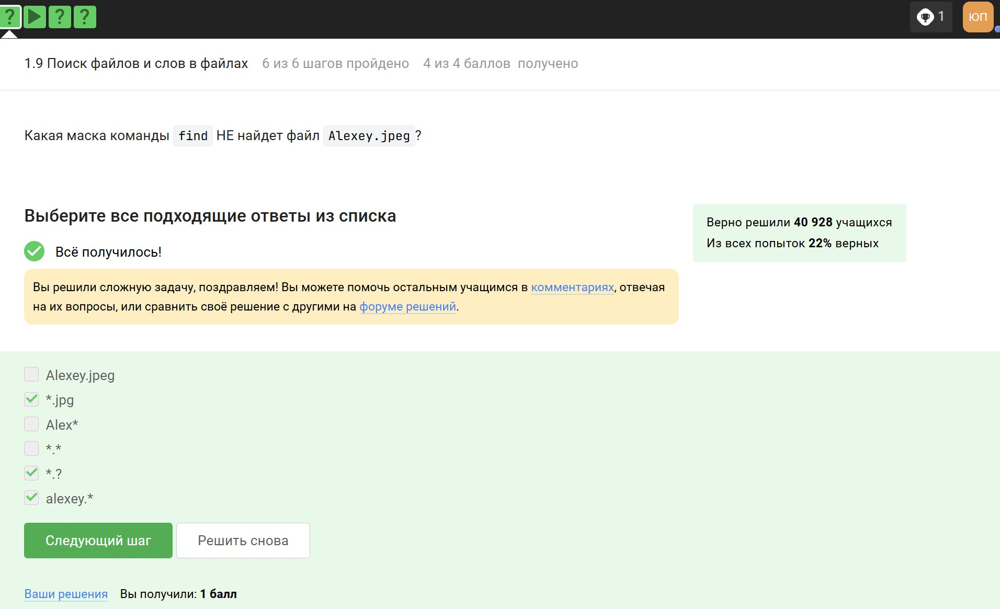 ?
?
?
1
ЮП
1.9 Поиск файлов и слов в файлах 6 из 6 шагов пройдено 4 из 4 баллов получено
Какая маска команды find НЕ найдет файл Alexey.jpeg?
Выберите все подходящие ответы из списка
Верно решили 40 928 учащихся
Из всех попыток 22% верных
Всё получилось!
Вы решили сложную задачу, поздравляем! Вы можете помочь остальным учащимся в комментариях, отвечая
на их вопросы, или сравнить своё решение с другими на форуме решений.
Alexey.jpeg
*.jpg
Alex*
*.*
*.?
alexey.*
Следующий шаг Решить снова
Ваши решения Вы получили: 1 балл